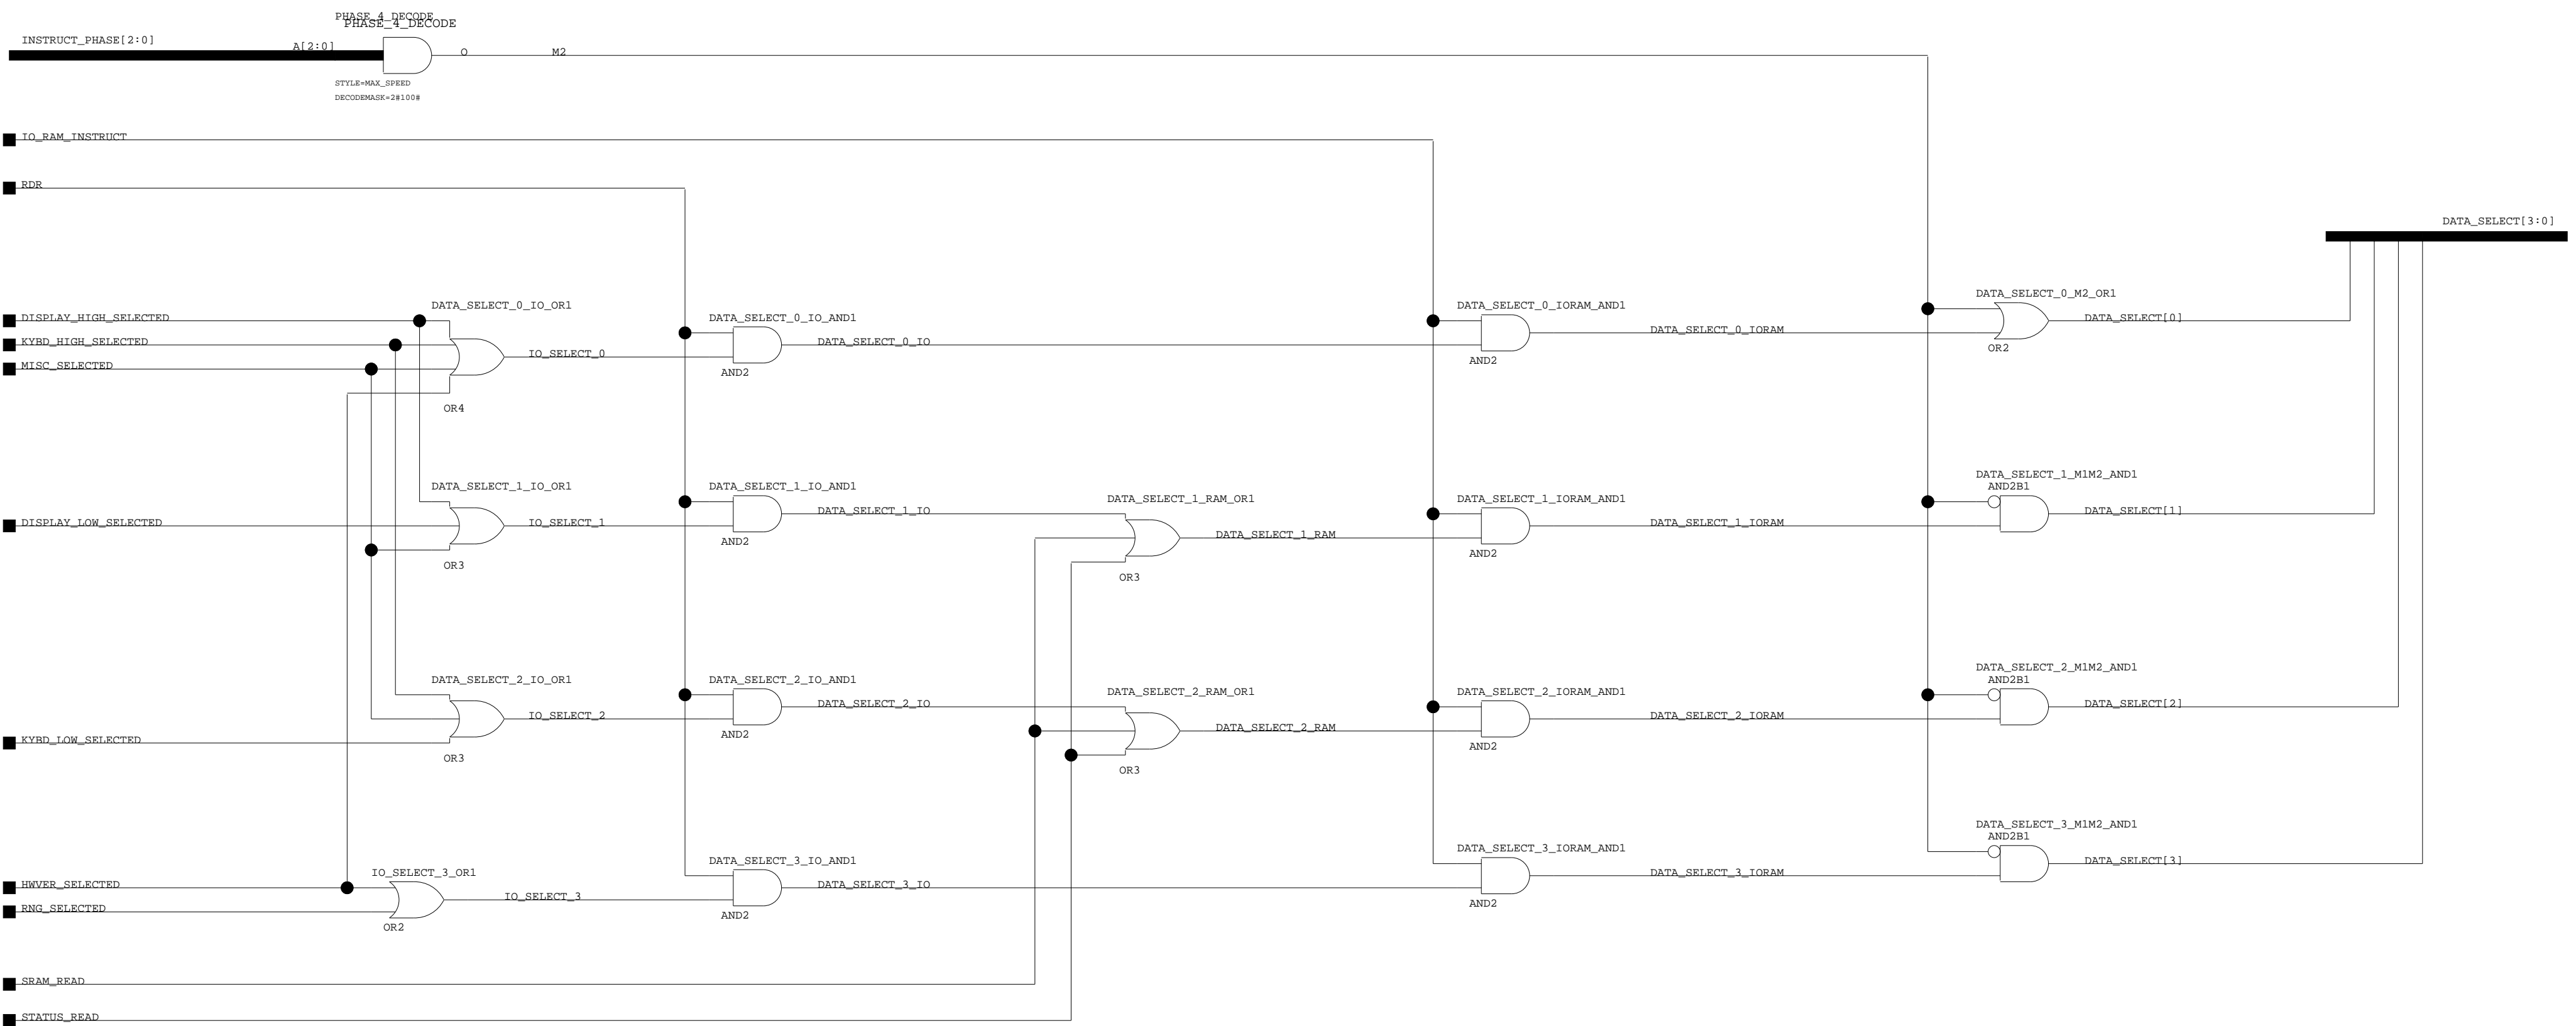 PHASE_4_DECODE
PHASE_4_DECODE
INSTRUCT_PHASE[2:0]
A[2:0]
O
M2
STYLE=MAX_SPEED
DECODEMASK=2#100#
IO_RAM_INSTRUCT
RDR
DATA_SELECT[3:0]
DISPLAY_HIGH_SELECTED
KYBD_HIGH_SELECTED
MISC_SELECTED
DATA_SELECT_0_IO_OR1
IO_SELECT_0
OR4
DATA_SELECT_0_IO_AND1
DATA_SELECT_0_IO
AND2
DATA_SELECT_0_IORAM_AND1
DATA_SELECT_0_IORAM
AND2
DATA_SELECT_0_M2_OR1
DATA_SELECT[0]
OR2
DISPLAY_LOW_SELECTED
DATA_SELECT_1_IO_OR1
IO_SELECT_1
OR3
DATA_SELECT_1_IO_AND1
DATA_SELECT_1_IO
AND2
DATA_SELECT_1_RAM_OR1
DATA_SELECT_1_RAM
OR3
DATA_SELECT_1_IORAM_AND1
DATA_SELECT_1_IORAM
AND2
DATA_SELECT_1_M1M2_AND1
AND2B1
DATA_SELECT[1]
KYBD_LOW_SELECTED
DATA_SELECT_2_IO_OR1
IO_SELECT_2
OR3
DATA_SELECT_2_IO_AND1
DATA_SELECT_2_IO
AND2
DATA_SELECT_2_RAM_OR1
DATA_SELECT_2_RAM
OR3
DATA_SELECT_2_IORAM_AND1
DATA_SELECT_2_IORAM
AND2
DATA_SELECT_2_M1M2_AND1
AND2B1
DATA_SELECT[2]
HWVER_SELECTED
RNG_SELECTED
IO_SELECT_3_OR1
IO_SELECT_3
OR2
DATA_SELECT_3_IO_AND1
DATA_SELECT_3_IO
AND2
DATA_SELECT_3_IORAM_AND1
DATA_SELECT_3_IORAM
AND2
DATA_SELECT_3_M1M2_AND1
AND2B1
DATA_SELECT[3]
SRAM_READ
STATUS_READ